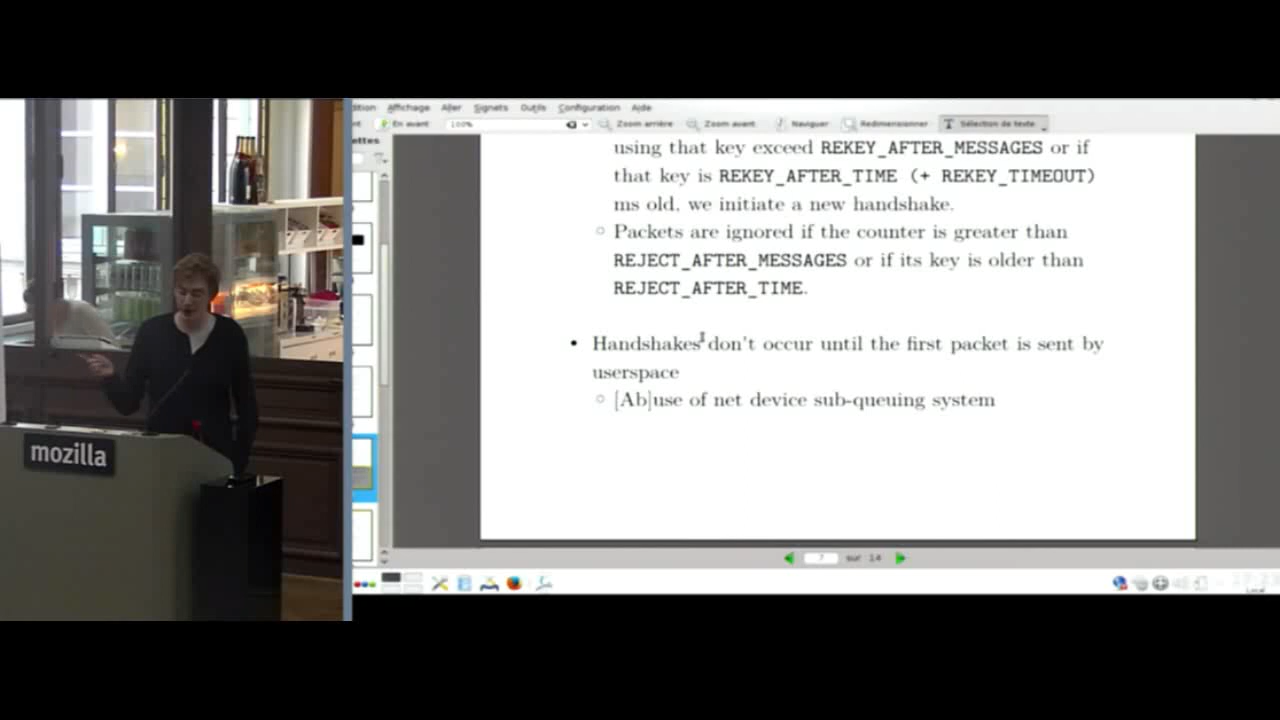 dition Affichage Aller Signets Outils Configuration Aide
En avant 100% Zoom arrière Zoom avant Naviguer Redimensionner Sélection de texte
ettes
using that key exceed REKEY_AFTER_MESSAGES or if
that key is REKEY_AFTER_TIME (+ REKEY_TIMEOUT)
ms old, we initiate a new handshake.
○ Packets are ignored if the counter is greater than
REJECT_AFTER_MESSAGES or if its key is older than
REJECT_AFTER_TIME.
• Handshakes don't occur until the first packet is sent by
userspace
○ [Ab]use of net device sub-queuing system
7 sur 14
mozilla